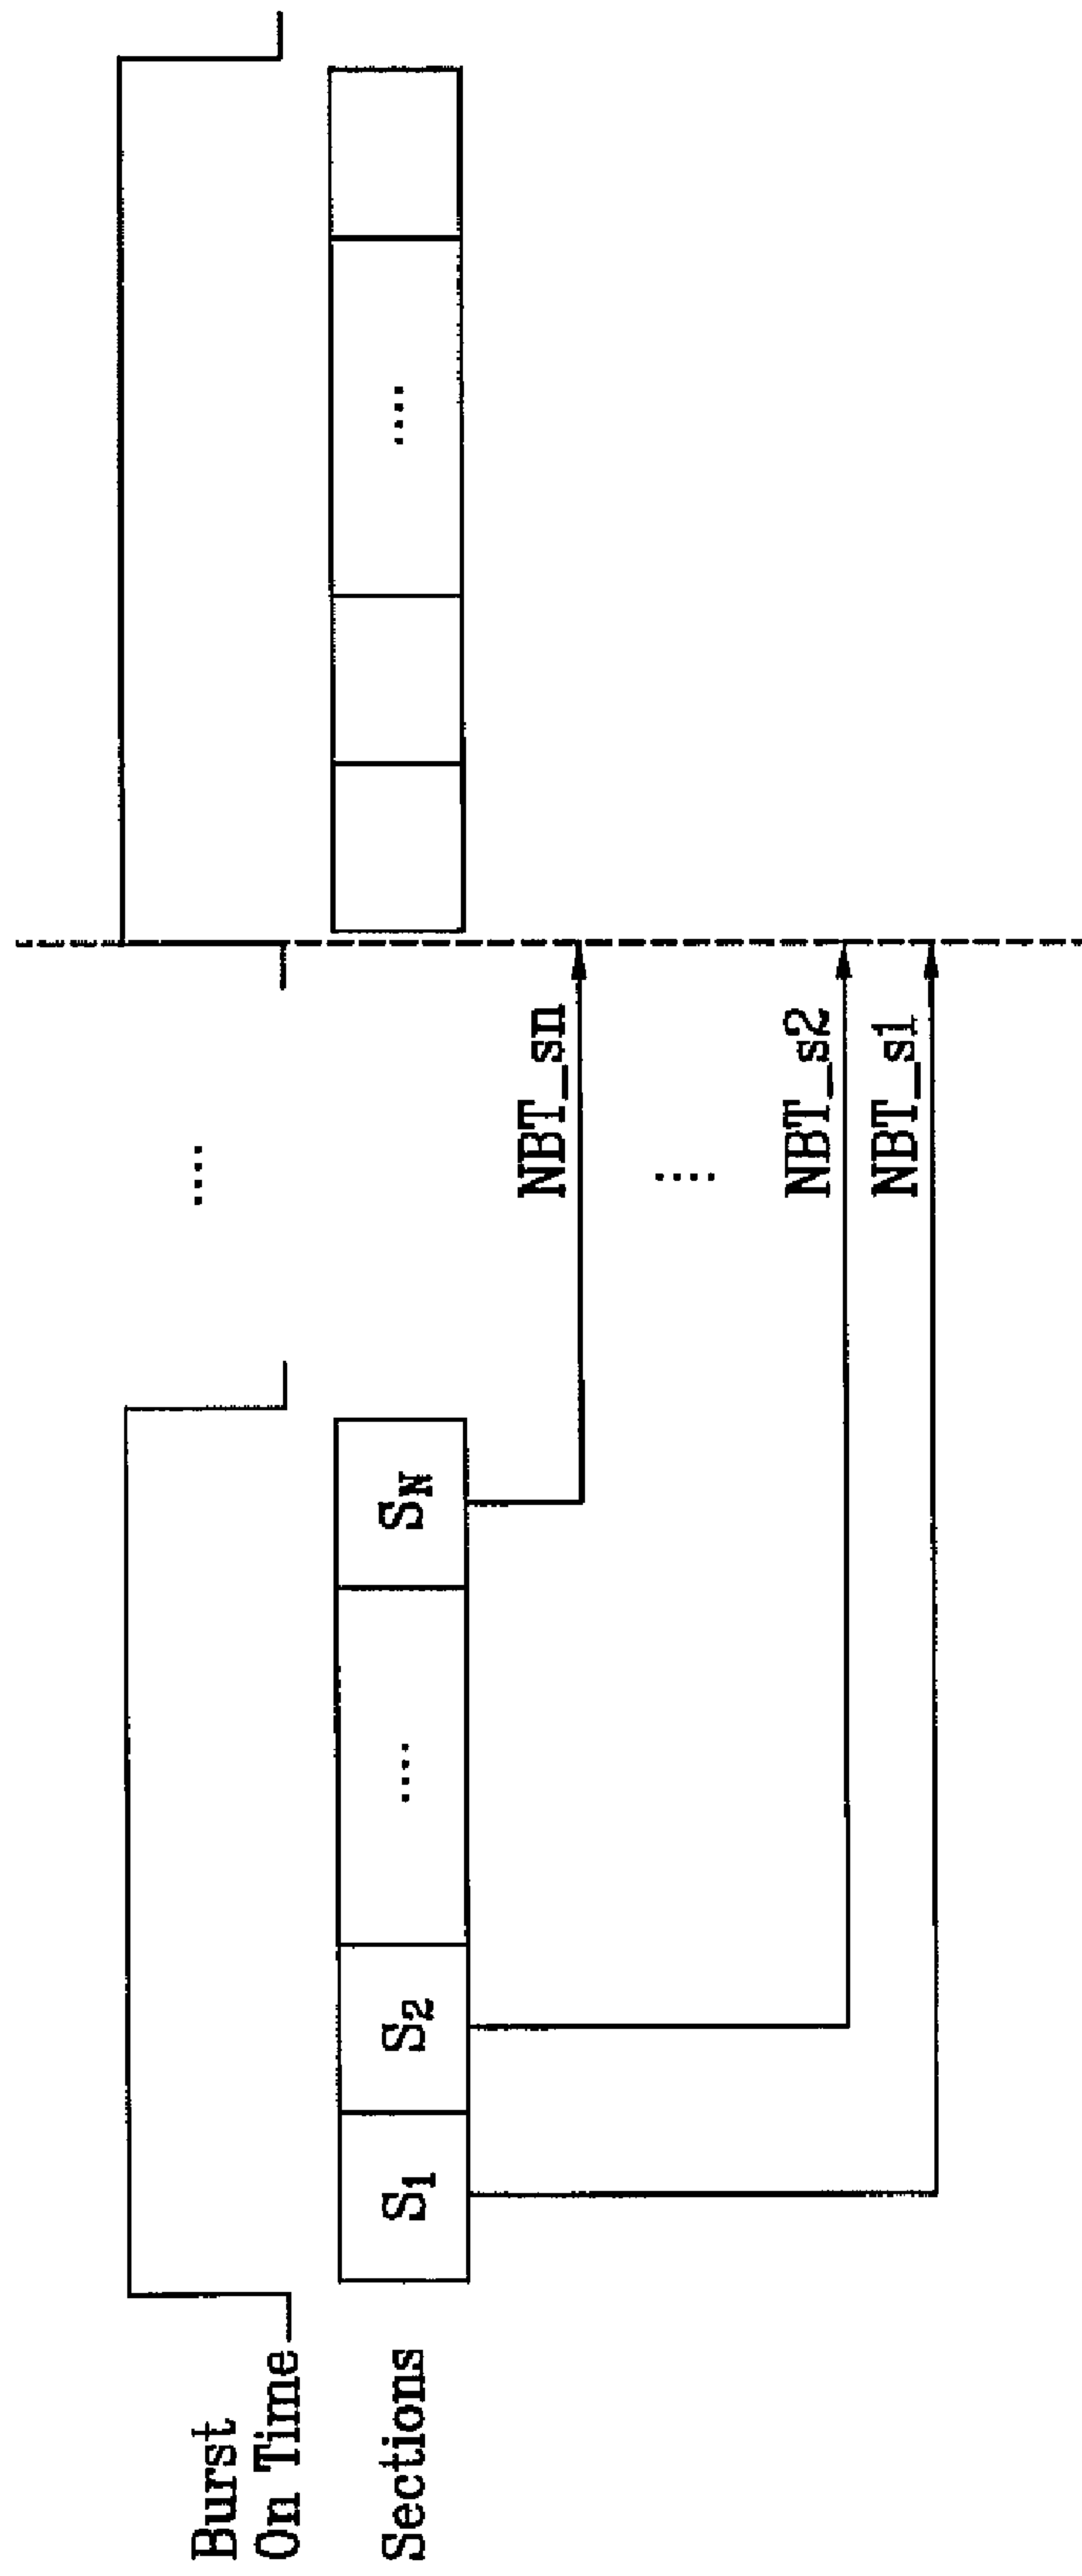 Burst
On Time
....
Sections
S1
S2
....
SN
....
NBT_sn
....
NBT_s2
NBT_s1